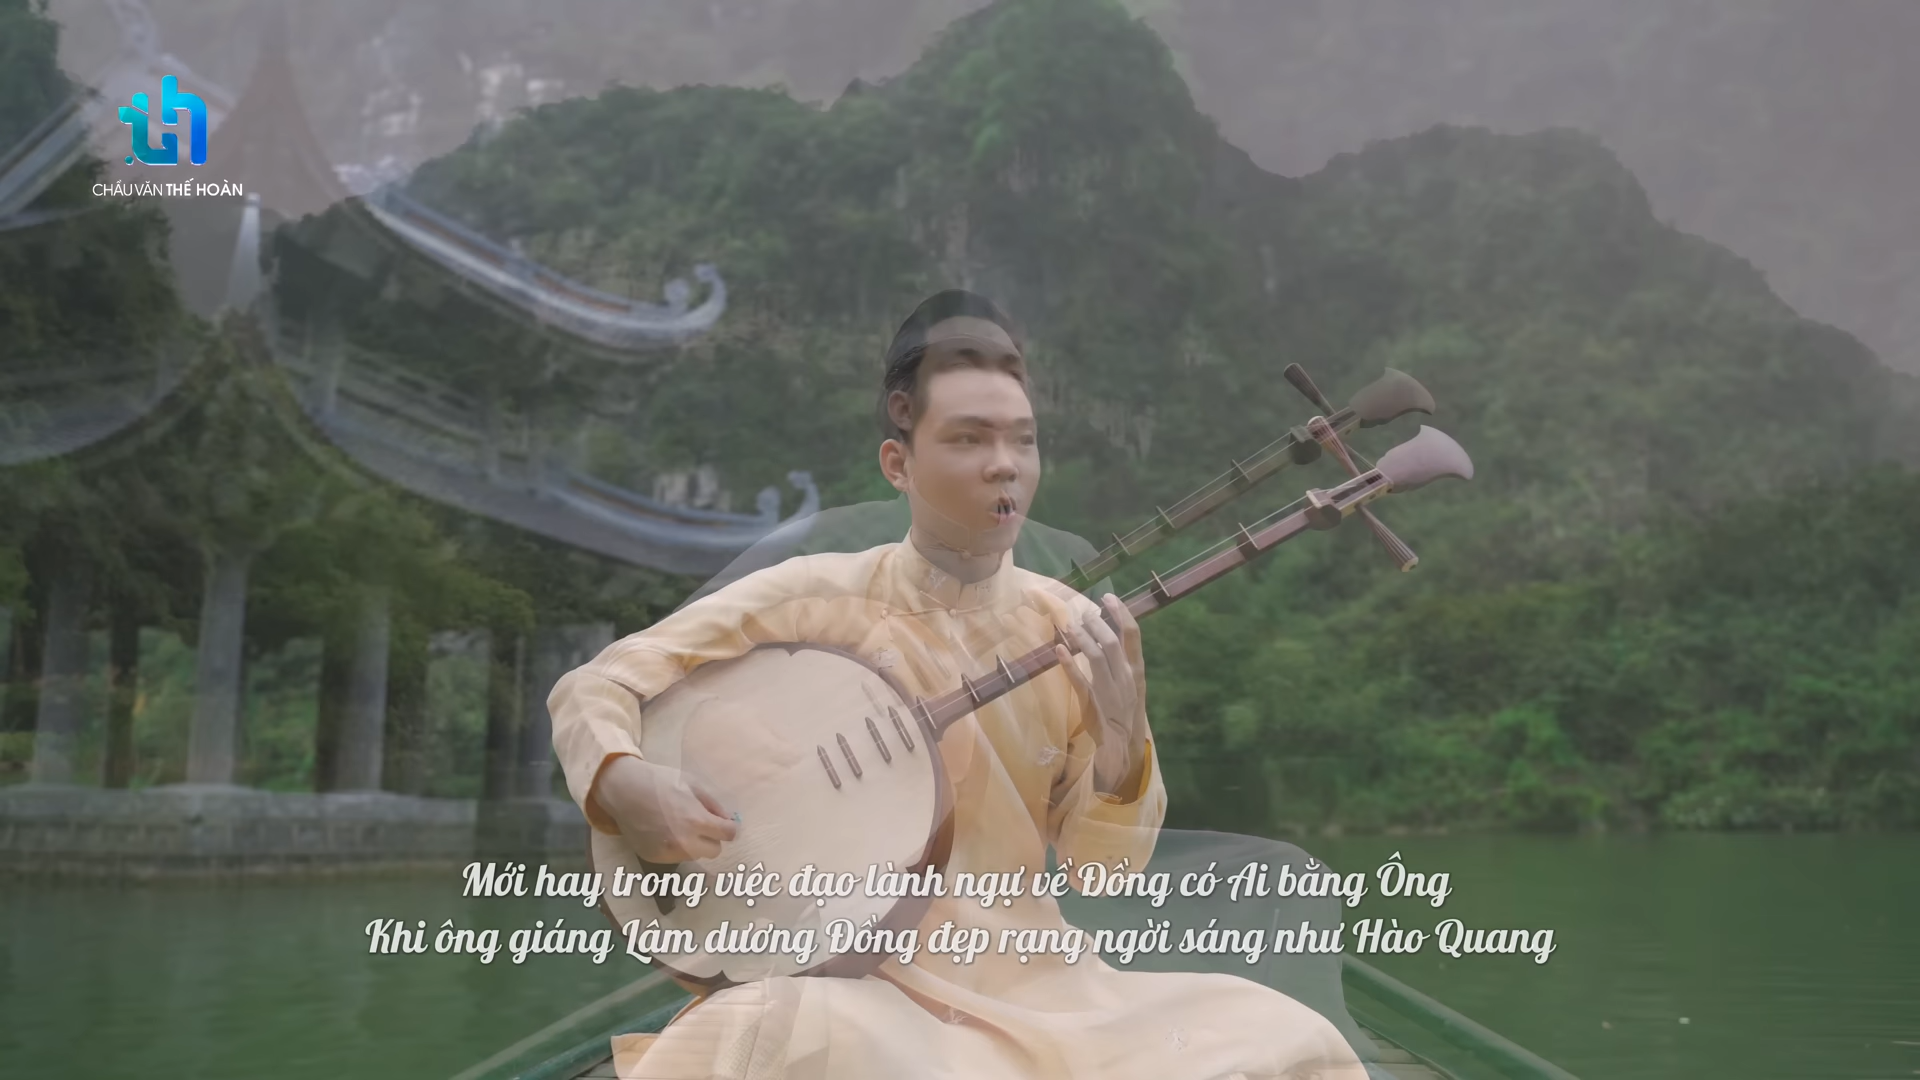 th
CHẦU VĂN THẾ HOÀN
Mới hay trong việc đạo lành ngự về Đồng có Ai bằng Ông
Khi ông giáng Lâm dương Đồng đẹp rạng ngời sáng như Hào Quang